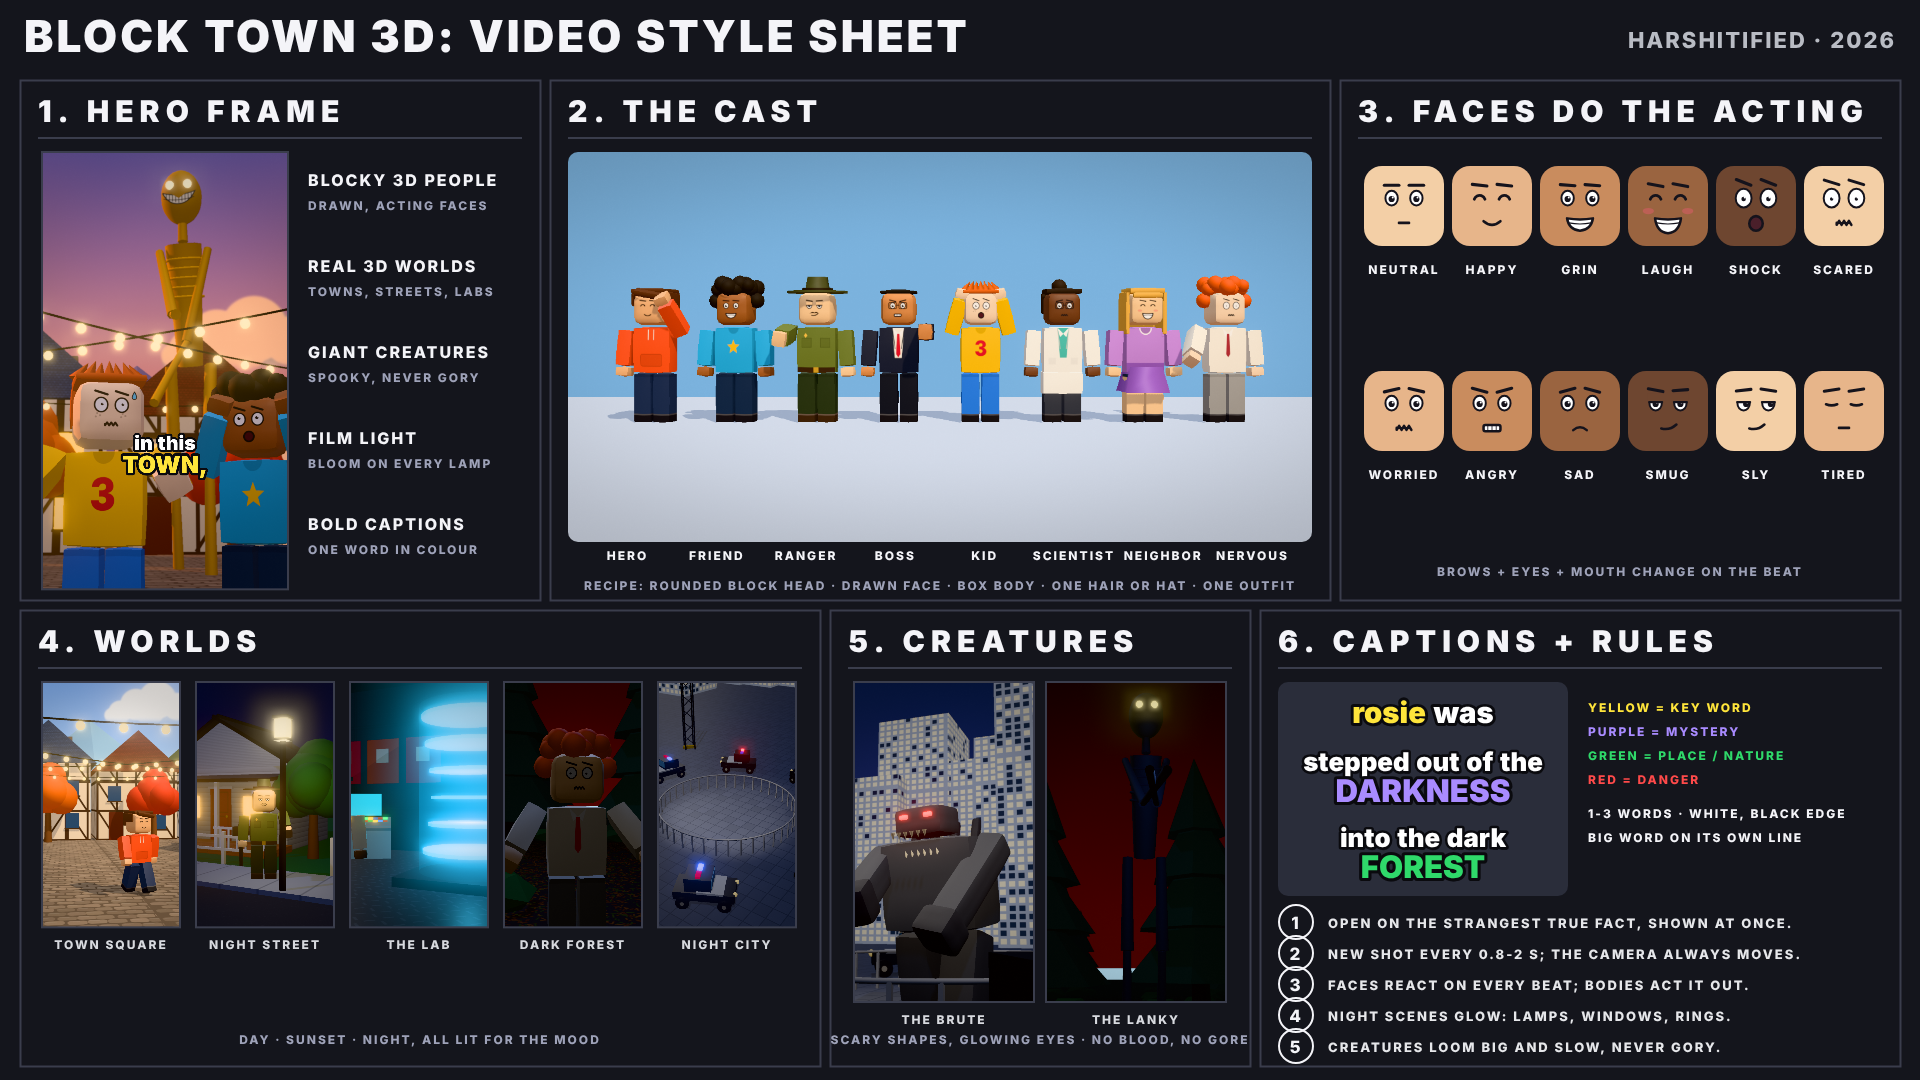 BLOCK TOWN 3D: VIDEO STYLE SHEET
HARSHITIFIED · 2026
1. HERO FRAME
in this
TOWN,
3
BLOCKY 3D PEOPLE
DRAWN, ACTING FACES
REAL 3D WORLDS
TOWNS, STREETS, LABS
GIANT CREATURES
SPOOKY, NEVER GORY
FILM LIGHT
BLOOM ON EVERY LAMP
BOLD CAPTIONS
ONE WORD IN COLOUR
2. THE CAST
3
HERO FRIEND RANGER BOSS KID SCIENTIST NEIGHBOR NERVOUS
RECIPE: ROUNDED BLOCK HEAD · DRAWN FACE · BOX BODY · ONE HAIR OR HAT · ONE OUTFIT
3. FACES DO THE ACTING
NEUTRAL HAPPY GRIN LAUGH SHOCK SCARED
WORRIED ANGRY SAD SMUG SLY TIRED
BROWS + EYES + MOUTH CHANGE ON THE BEAT
4. WORLDS
TOWN SQUARE NIGHT STREET THE LAB DARK FOREST NIGHT CITY
DAY · SUNSET · NIGHT, ALL LIT FOR THE MOOD
5. CREATURES
THE BRUTE THE LANKY
SCARY SHAPES, GLOWING EYES · NO BLOOD, NO GORE
6. CAPTIONS + RULES
rosie was
stepped out of the
DARKNESS
into the dark
FOREST
YELLOW = KEY WORD
PURPLE = MYSTERY
GREEN = PLACE / NATURE
RED = DANGER
1-3 WORDS · WHITE, BLACK EDGE
BIG WORD ON ITS OWN LINE
1 OPEN ON THE STRANGEST TRUE FACT, SHOWN AT ONCE.
2 NEW SHOT EVERY 0.8-2 S; THE CAMERA ALWAYS MOVES.
3 FACES REACT ON EVERY BEAT; BODIES ACT IT OUT.
4 NIGHT SCENES GLOW: LAMPS, WINDOWS, RINGS.
5 CREATURES LOOM BIG AND SLOW, NEVER GORY.